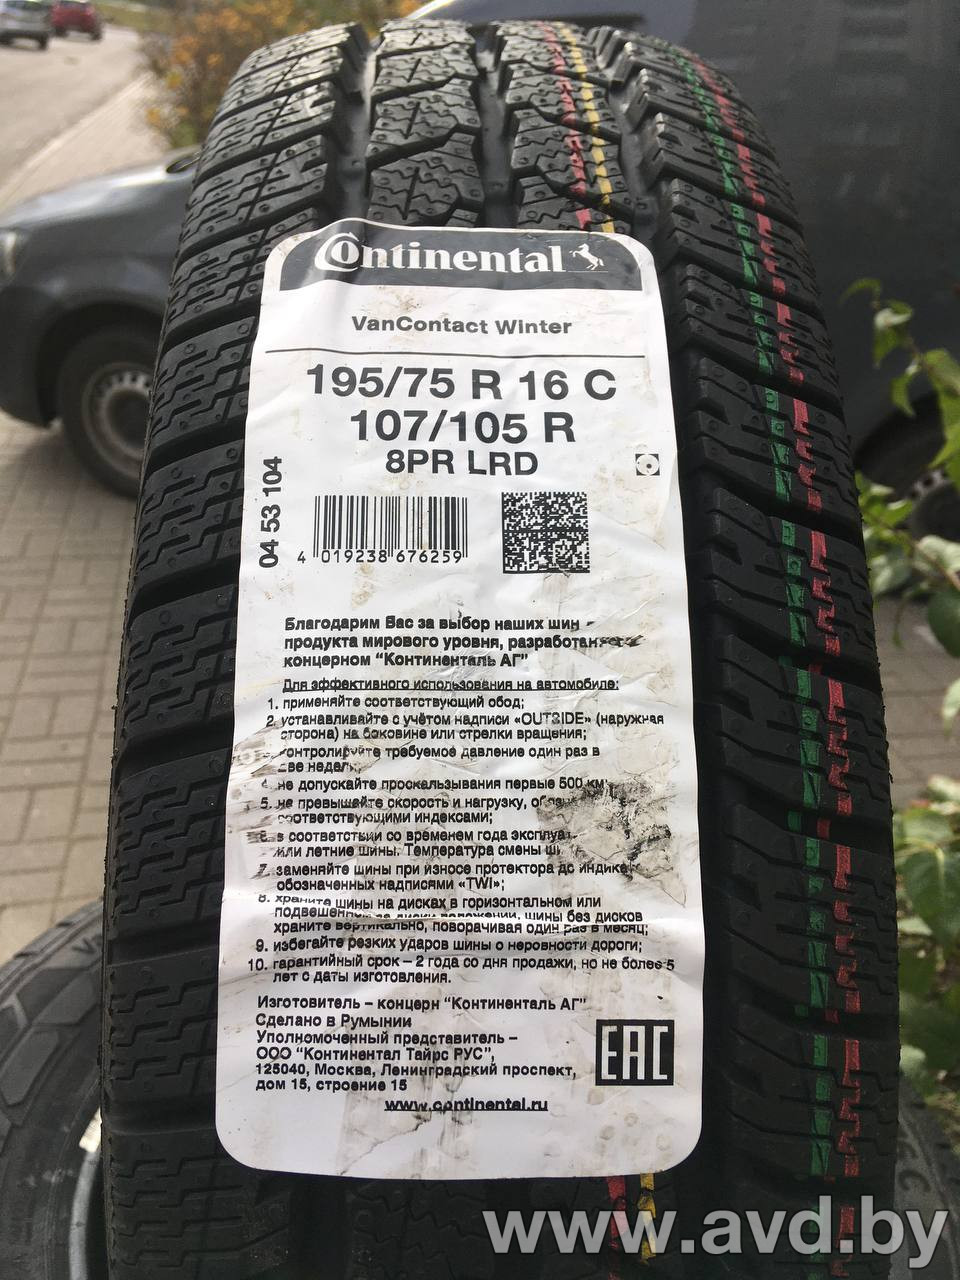 Continental
VanContact Winter
195/75 R 16 C
107/105 R
8PR LRD
04 53 104
4 019238 676259
Благодарим Вас за выбор наших шин –
продукта мирового уровня,
концерном “Континенталь АГ”
Для эффективного использования на автомобиле:
1. применяйте соответствующий обод;
2. устанавливайте с учётом надписи «OUTSIDE» (наружная
сторона) на боковине или стрелки вращения;
контролируйте требуемое давление один раз в
две недели;
4. не допускайте проскальзывания первые 500 км
5. не превышайте скорость и нагрузку,
соответствующими индексами;
6. в соответствии со временем года
или летние шины. Температура смены
7. заменяйте шины при износе протектора до
обозначенных надписями «TWI»;
8. храните шины на дисках в горизонтальном или
положении, шины без дисков
храните вертикально, поворачивая один раз в месяц;
9. избегайте резких ударов шины о неровности дороги;
10. гарантийный срок – 2 года со дня продажи, но не более 5
лет с даты изготовления.
Изготовитель – концерн “Континенталь АГ”
Сделано в Румынии
Уполномоченный представитель –
ООО “Континентал Тайрс РУС”,
125040, Москва, Ленинградский проспект,
дом 15, строение 15
EAC
www.continental.ru
www.avd.by